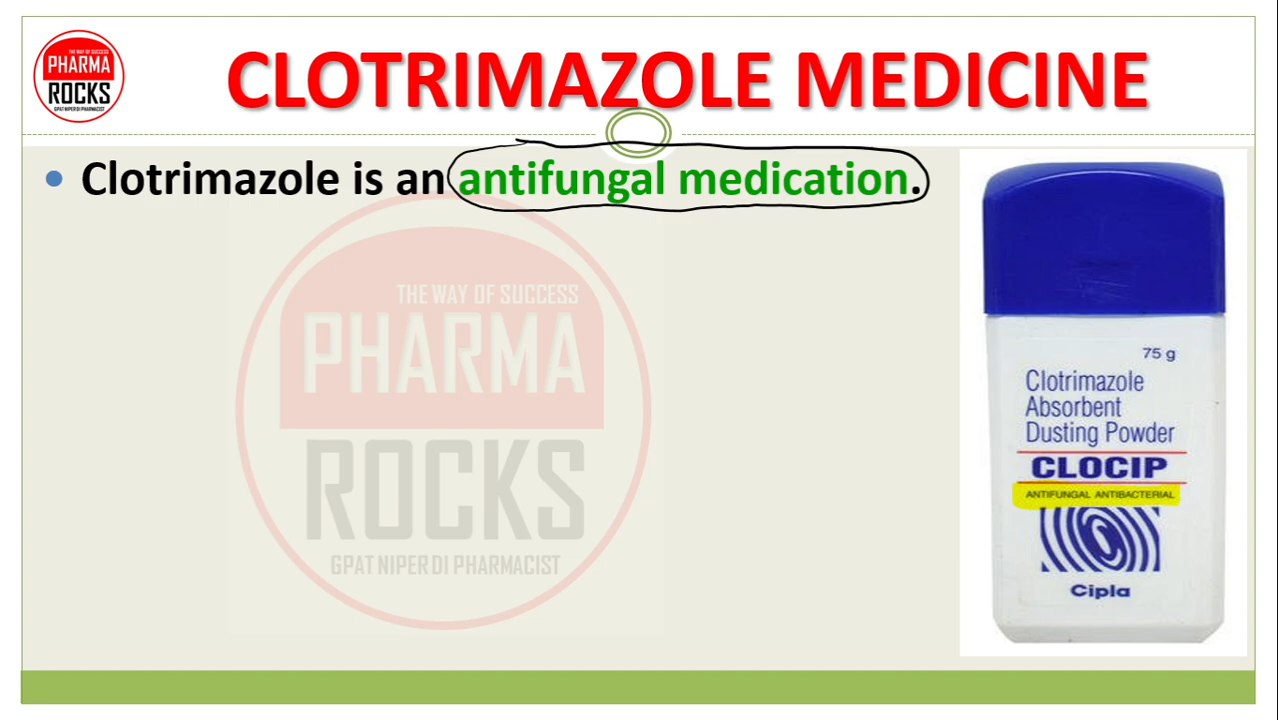 THE WAY OF SUCCESS
PHARMA
ROCKS
GPAT NIPER DI PHARMACIST
CLOTRIMAZOLE MEDICINE
• Clotrimazole is an antifungal medication.
THE WAY OF SUCCESS
PHARMA
ROCKS
GPAT NIPER DI PHARMACIST
75 g
Clotrimazole
Absorbent
Dusting Powder
CLOCIP
ANTIFUNGAL ANTIBACTERIAL
Cipla